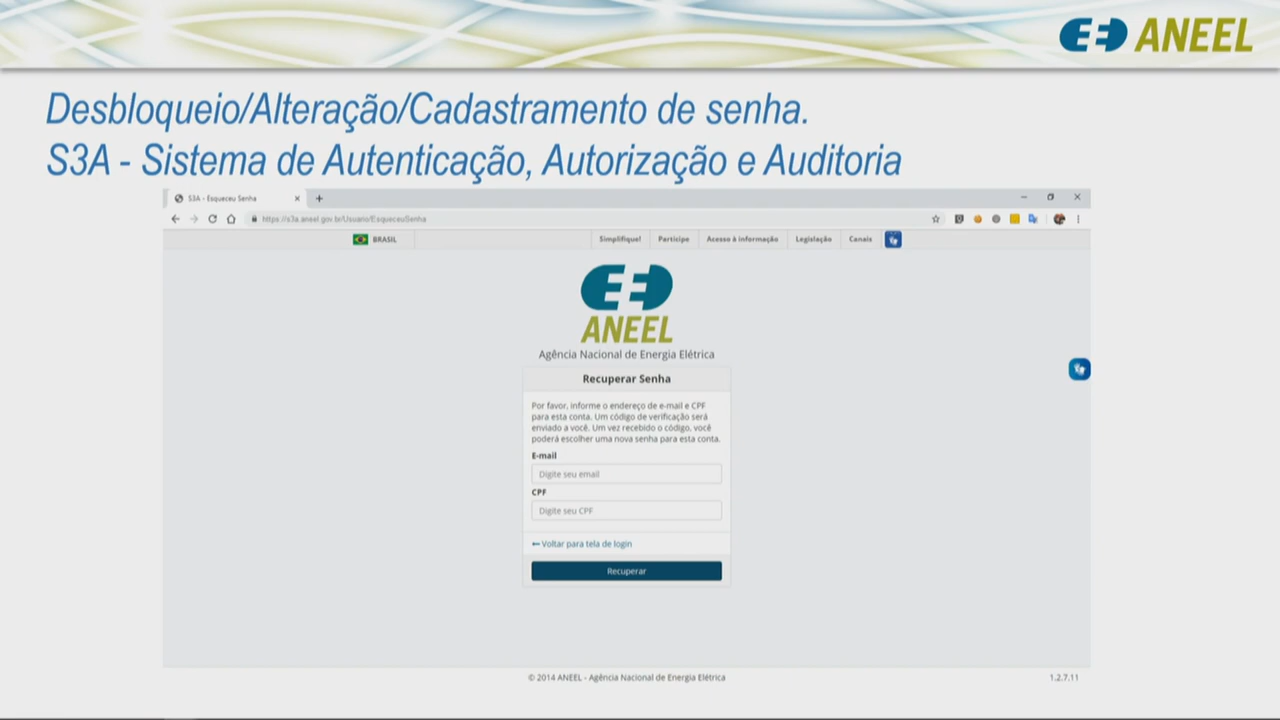 ANEEL
Desbloqueio/Alteração/Cadastramento de senha.
S3A - Sistema de Autenticação, Autorização e Auditoria
S3A - Esqueceu Senha
https://s3a.aneel.gov.br/Usuario/EsqueceuSenha
BRASIL
Simplifique!
Participe
Acesso à informação
Legislação
Canais
ANEEL
Agência Nacional de Energia Elétrica
Recuperar Senha
Por favor, informe o endereço de e-mail e CPF
para esta conta. Um código de verificação será
enviado a você. Um vez recebido o código, você
poderá escolher uma nova senha para esta conta.
E-mail
Digite seu email
CPF
Digite seu CPF
Voltar para tela de login
Recuperar
© 2014 ANEEL - Agência Nacional de Energia Elétrica
1.2.7.11